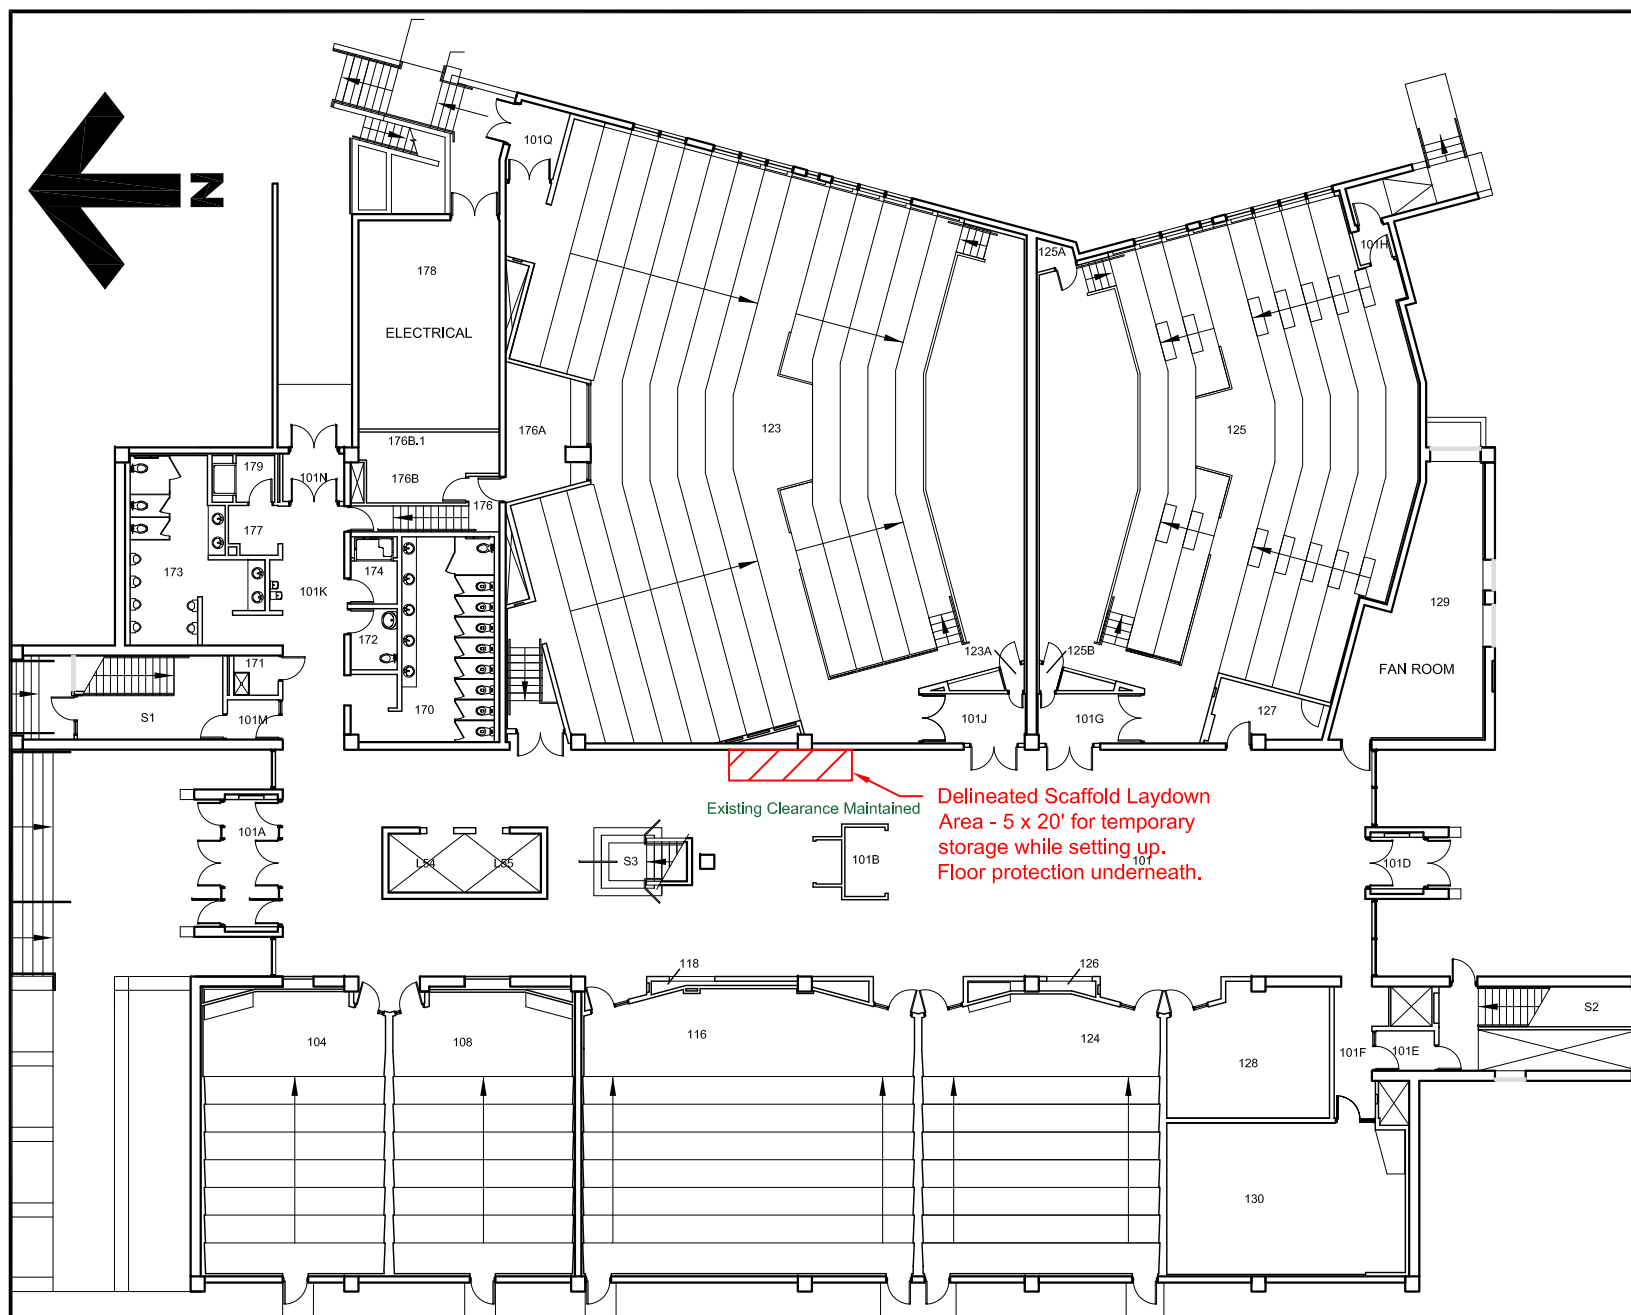 101Q
N
178
ELECTRICAL
125A
101H
176A
123
125
176B.1
179
101N
176B
176
177
173
174
101K
172
129
171
123A
125B
FAN ROOM
S1
101M
170
101J
101G
127
Existing Clearance Maintained
Delineated Scaffold Laydown
Area - 5 x 20' for temporary
storage while setting up.
Floor protection underneath.
101A
L54
L55
S3
101B
101
101D
118
126
104
108
116
124
128
101F
101E
S2
130